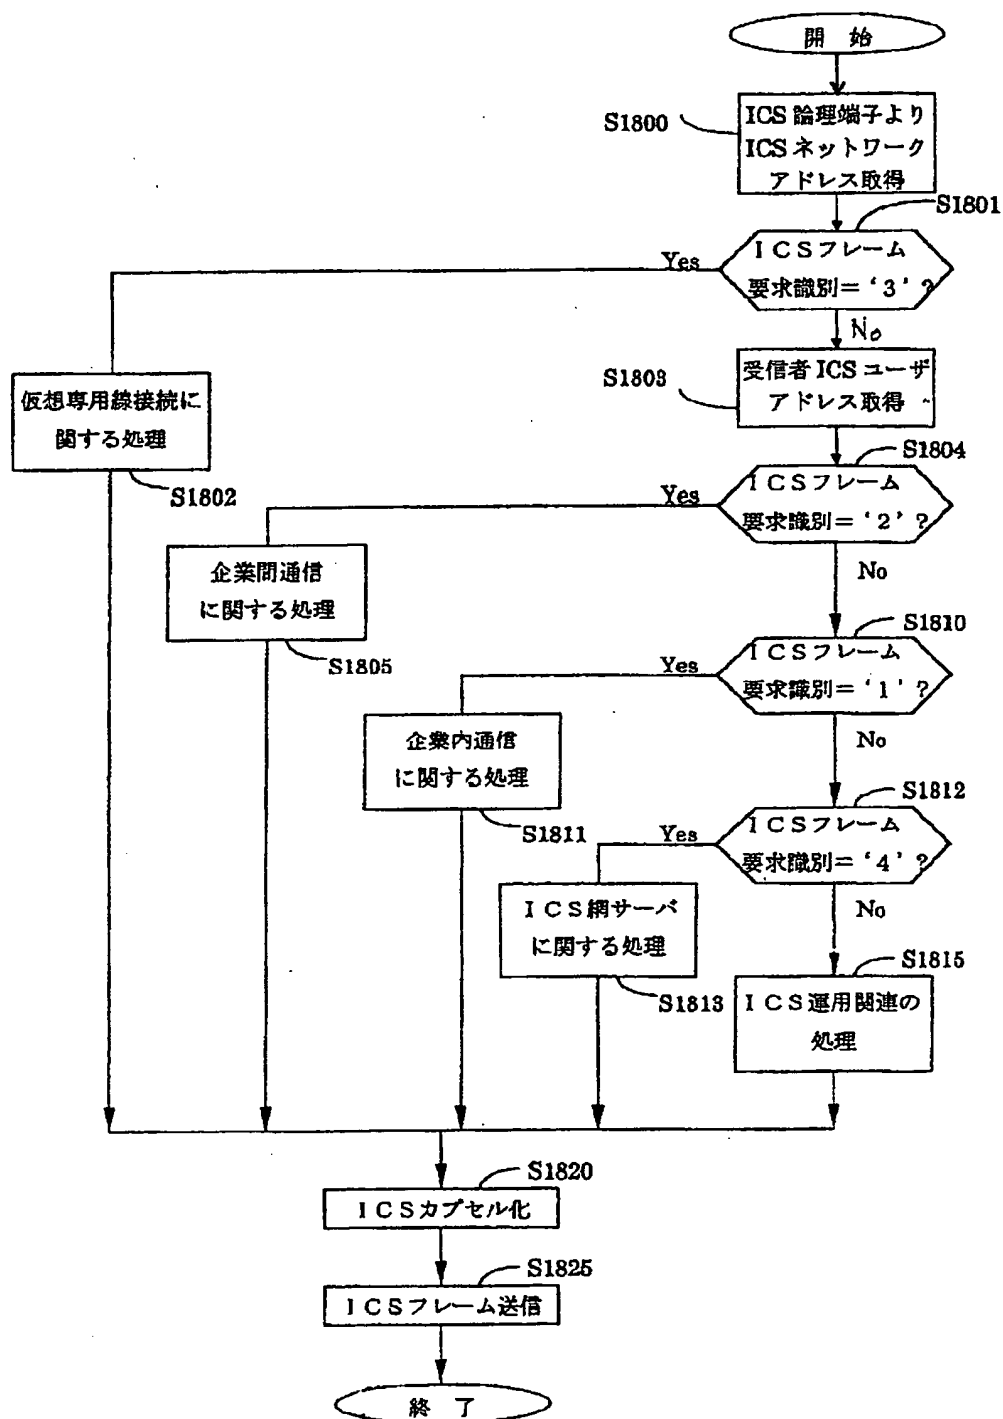 開 始
S1800
ICS論理端子より
ICSネットワーク
アドレス取得
S1801
ICSフレーム
要求識別=‘3’?
Yes
No
仮想専用線接続に
関する処理
S1802
S1803
受信者ICSユーザ
アドレス取得
S1804
ICSフレーム
要求識別=‘2’?
Yes
No
企業間通信
に関する処理
S1805
S1810
ICSフレーム
要求識別=‘1’?
Yes
No
企業内通信
に関する処理
S1811
S1812
ICSフレーム
要求識別=‘4’?
Yes
No
ICS網サーバ
に関する処理
S1813
S1815
ICS運用関連の
処理
S1820
ICSカプセル化
S1825
ICSフレーム送信
終 了